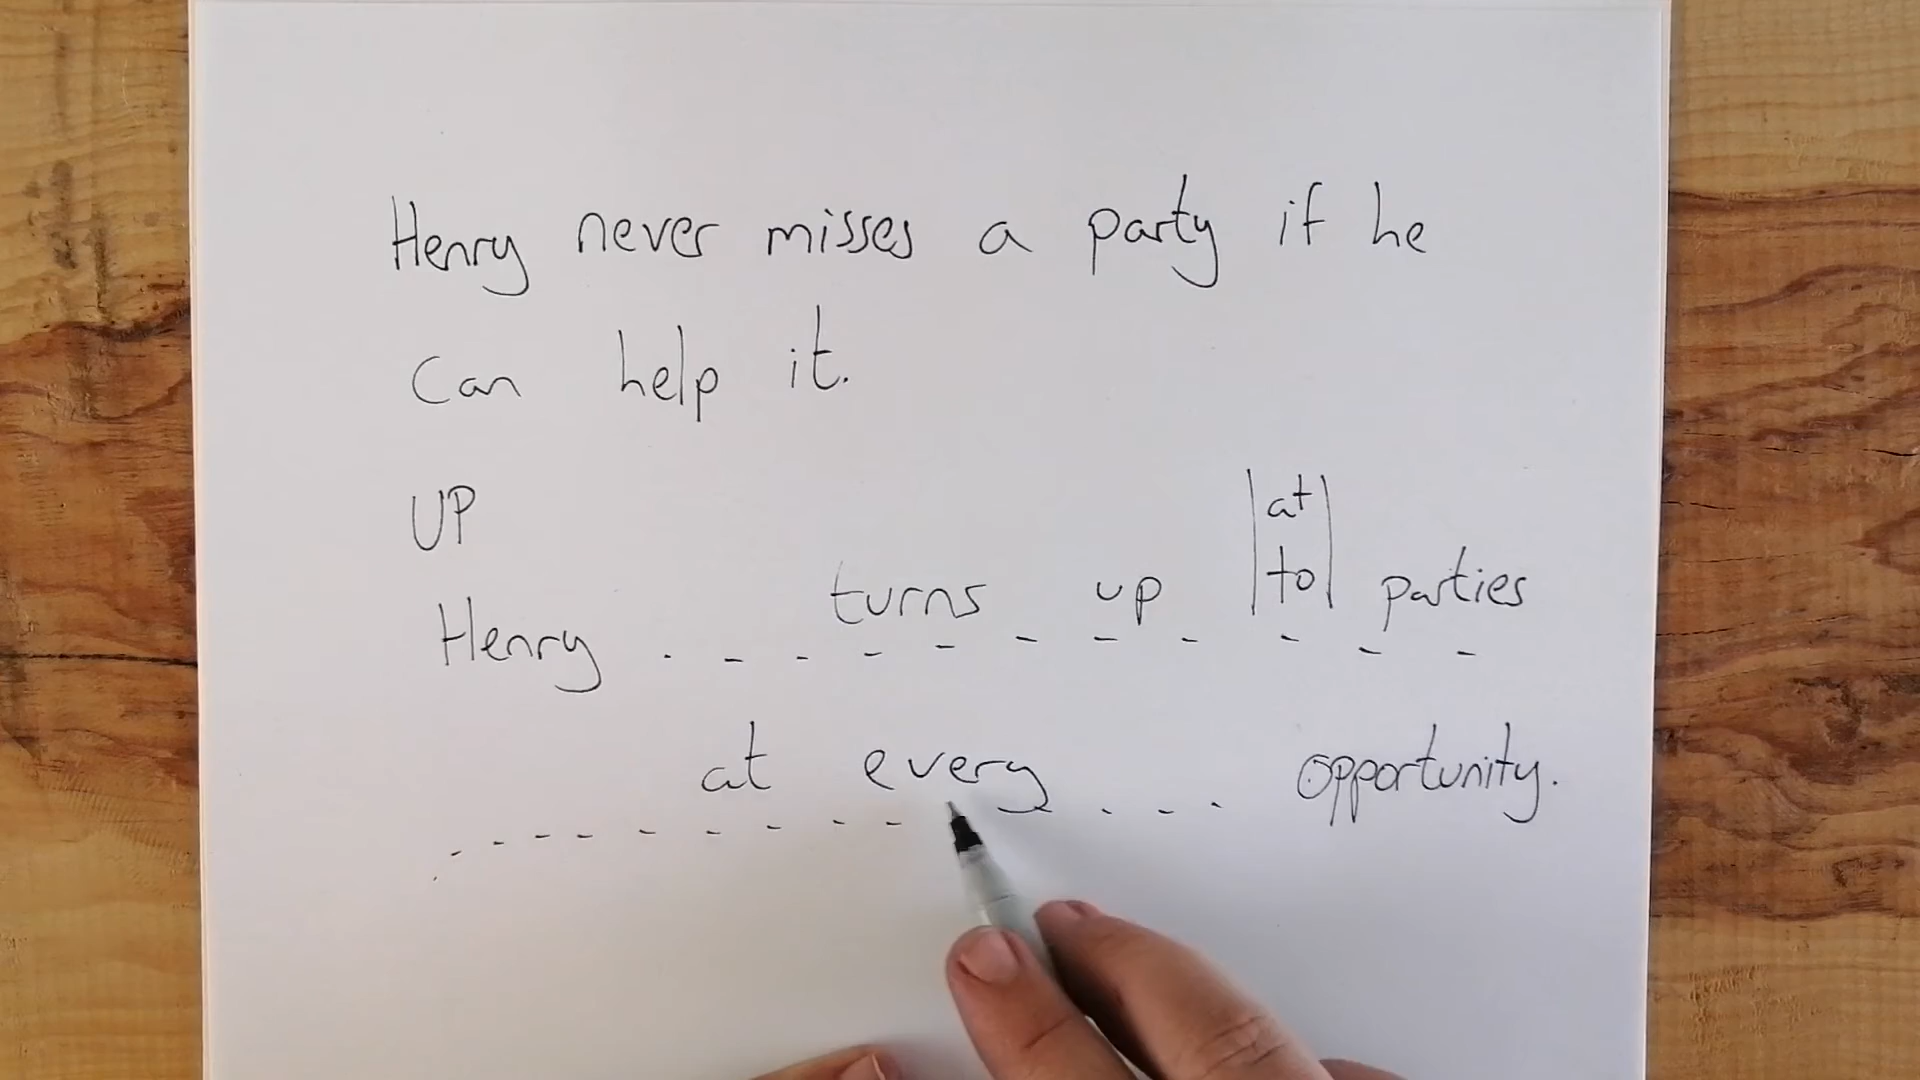 Henry never misses a party if he
can help it.
UP
at
Henry turns up to parties
at every opportunity.